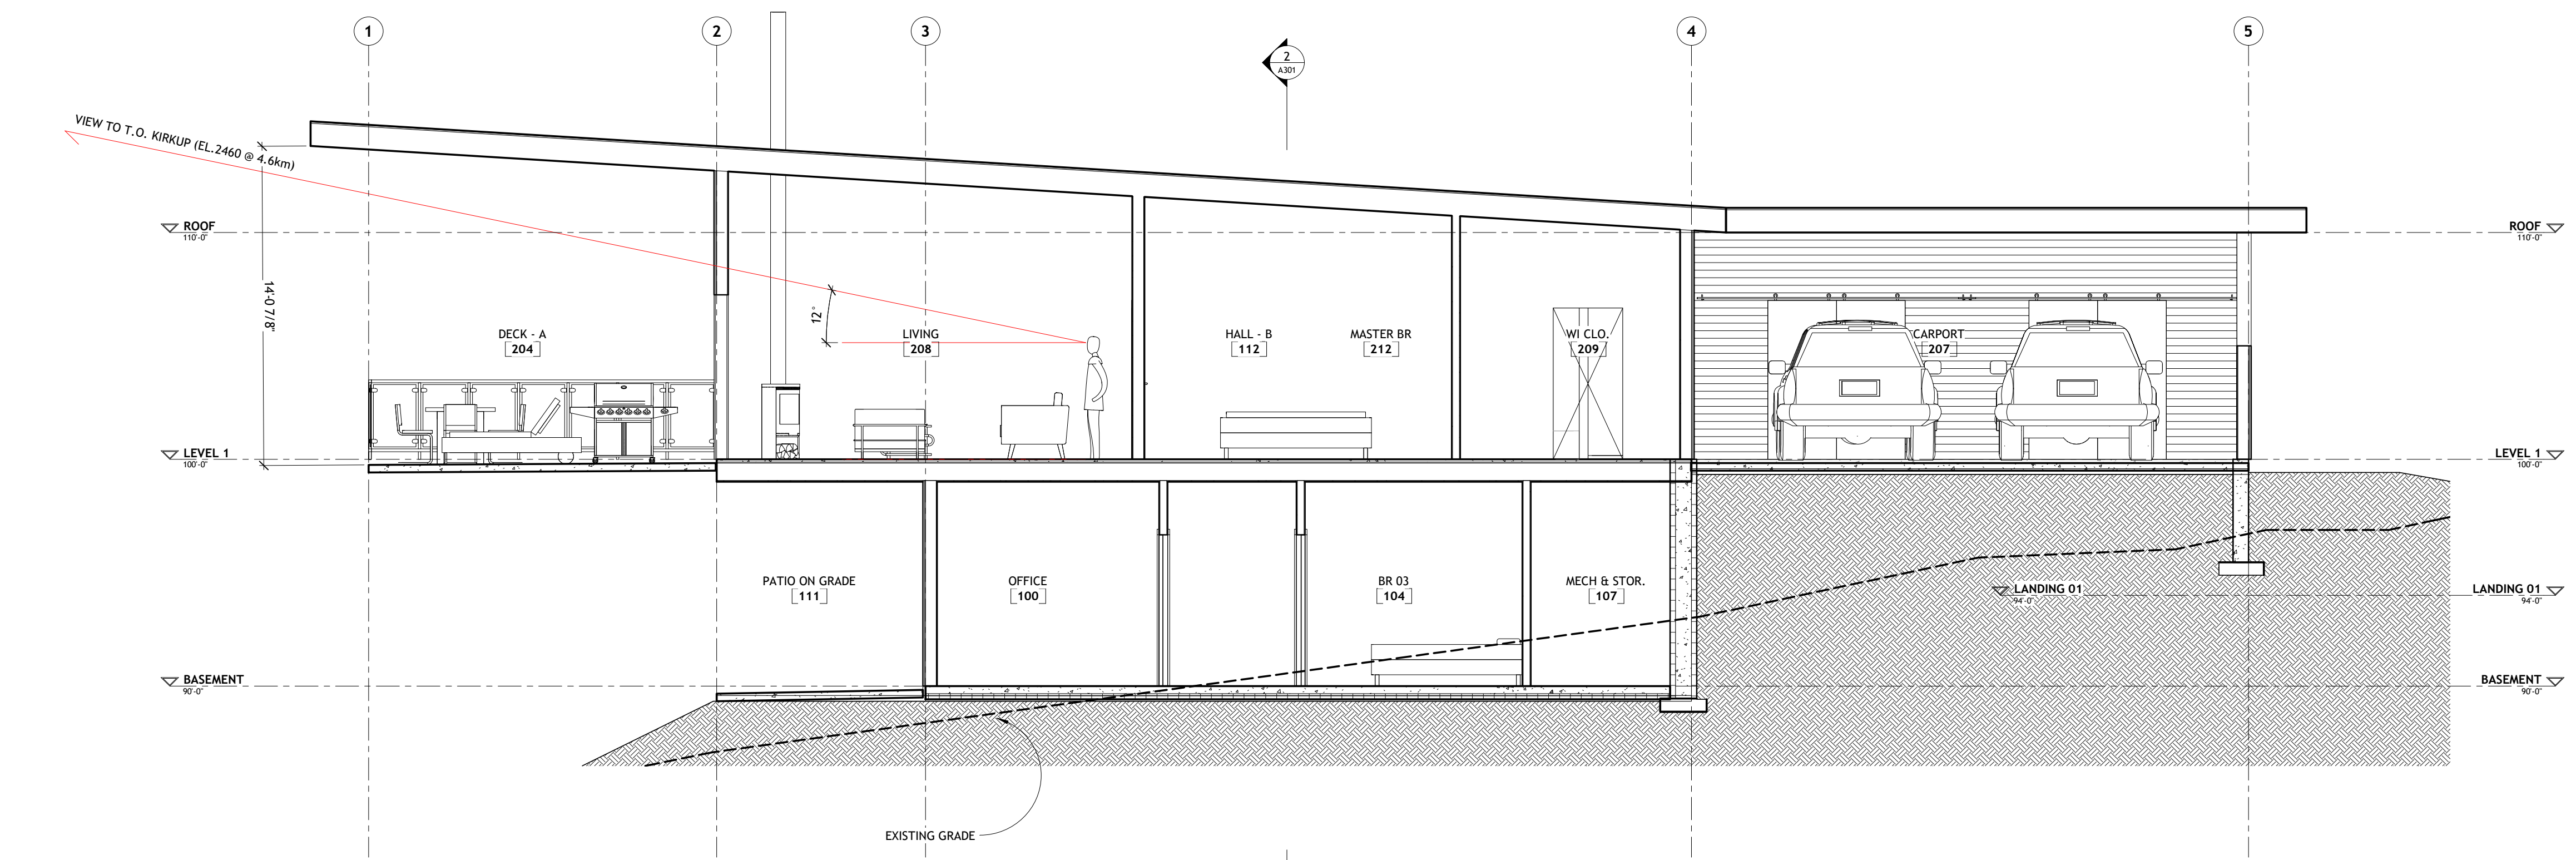 1
2
3
4
5
2
A301
VIEW TO T.O. KIRKUP (EL.2460 @ 4.6km)
ROOF
110'-0"
ROOF
110'-0"
14'-0 7/8"
12°
DECK - A
204
LIVING
208
HALL - B
112
MASTER BR
212
WI CLO.
209
CARPORT
207
LEVEL 1
100'-0"
LEVEL 1
100'-0"
PATIO ON GRADE
111
OFFICE
100
BR 03
104
MECH & STOR.
107
LANDING 01
94'-0"
LANDING 01
94'-0"
BASEMENT
90'-0"
BASEMENT
90'-0"
EXISTING GRADE